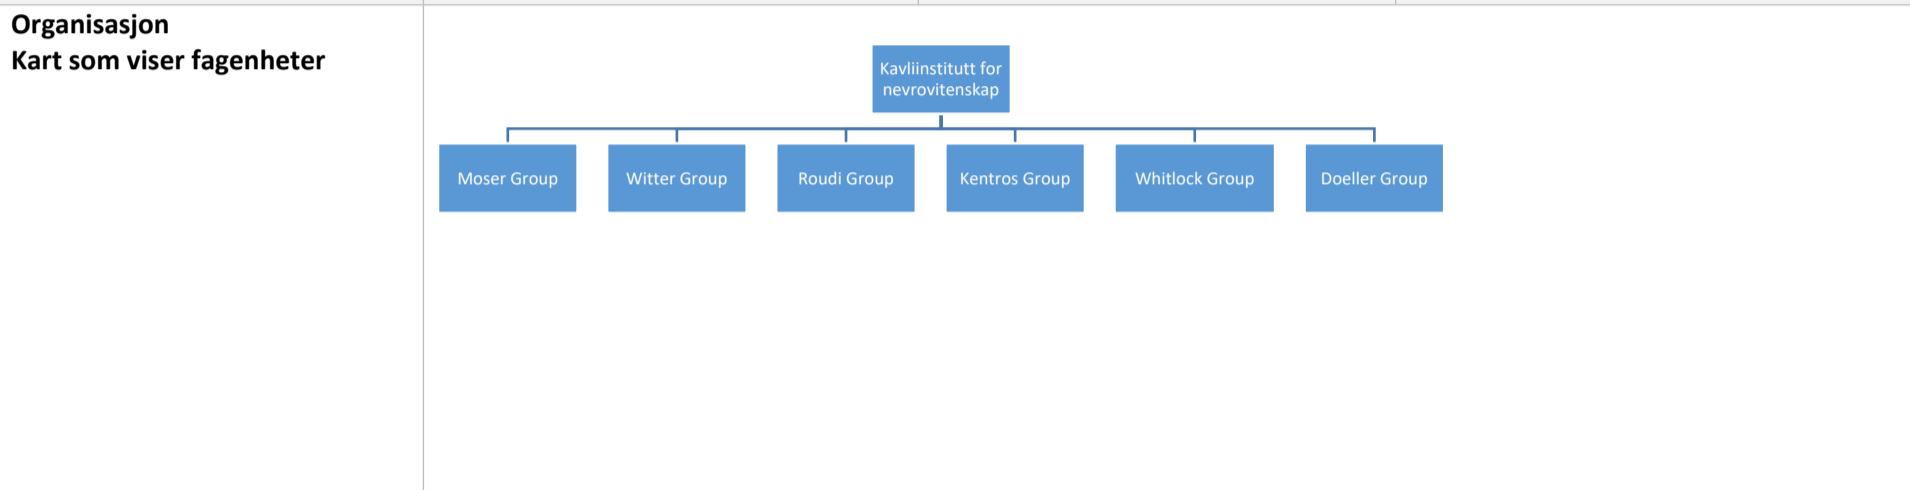 Organisasjon
Kart som viser fagenheter
Kavliinstitutt for
nevrovitenskap
Moser Group
Witter Group
Roudi Group
Kentros Group
Whitlock Group
Doeller Group